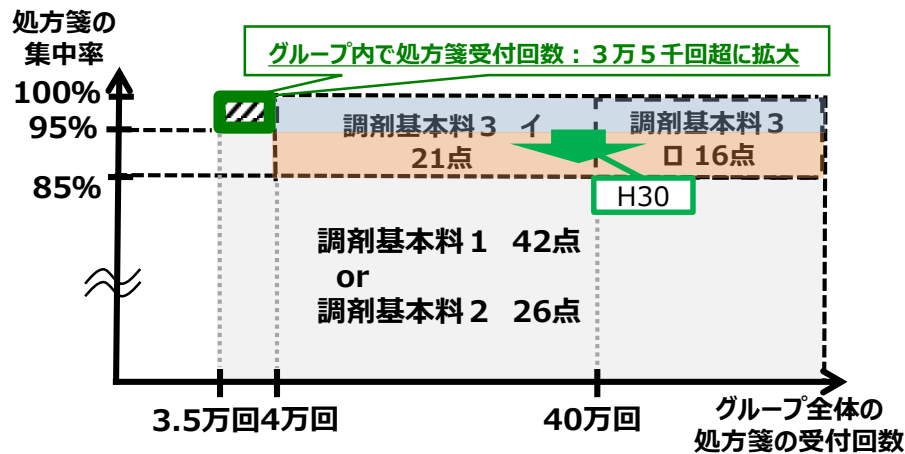 処方箋の
集中率
グループ内で処方箋受付回数：３万５千回超に拡大
100%
95%
85%
調剤基本料３ イ
21点
調剤基本料３
ロ 16点
H30
調剤基本料１ 42点
or
調剤基本料２ 26点
3.5万回
4万回
40万回
グループ全体の
処方箋の受付回数